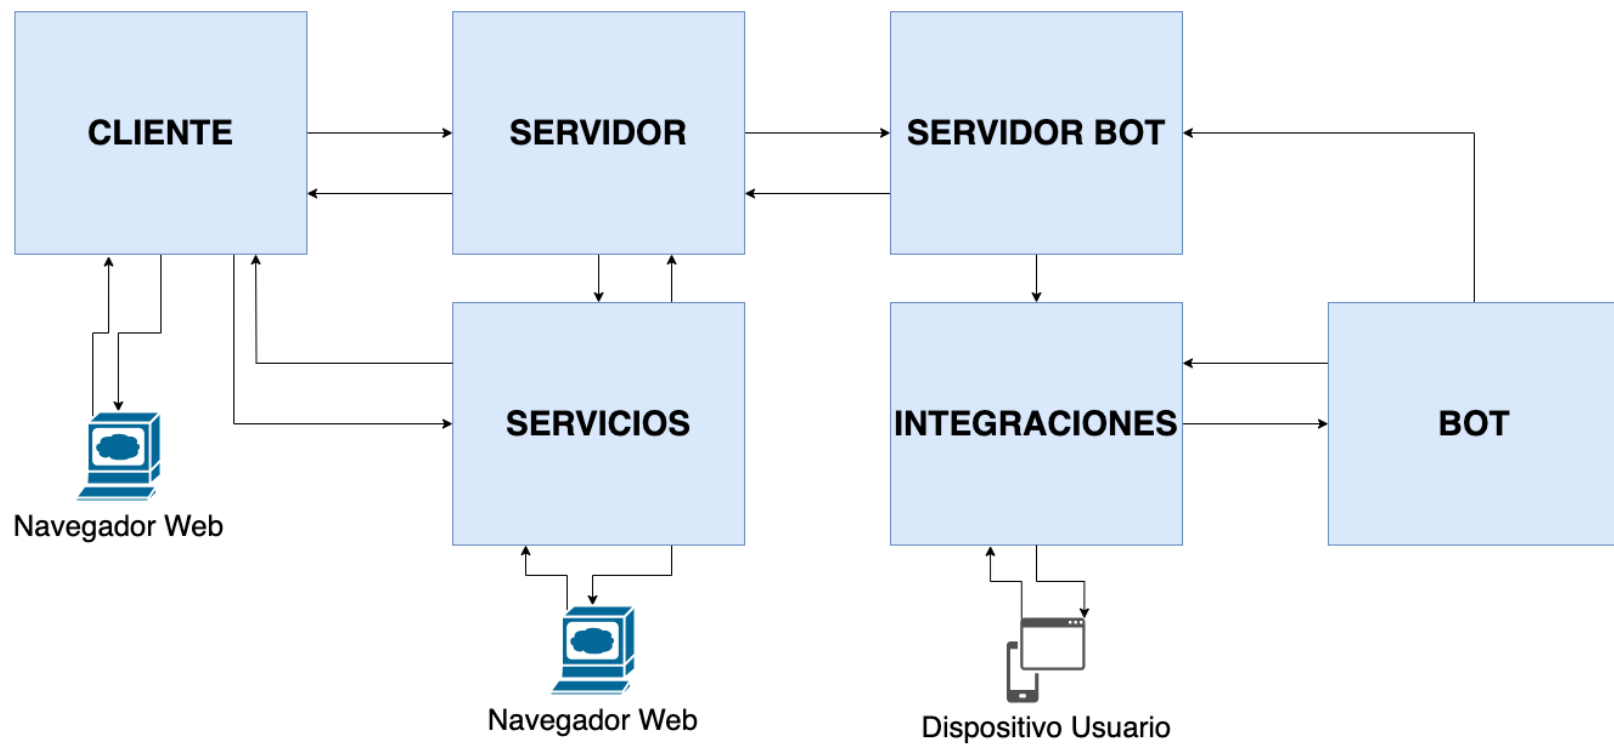 CLIENTE
SERVIDOR
SERVIDOR BOT
SERVICIOS
INTEGRACIONES
BOT
Navegador Web
Navegador Web
Dispositivo Usuario